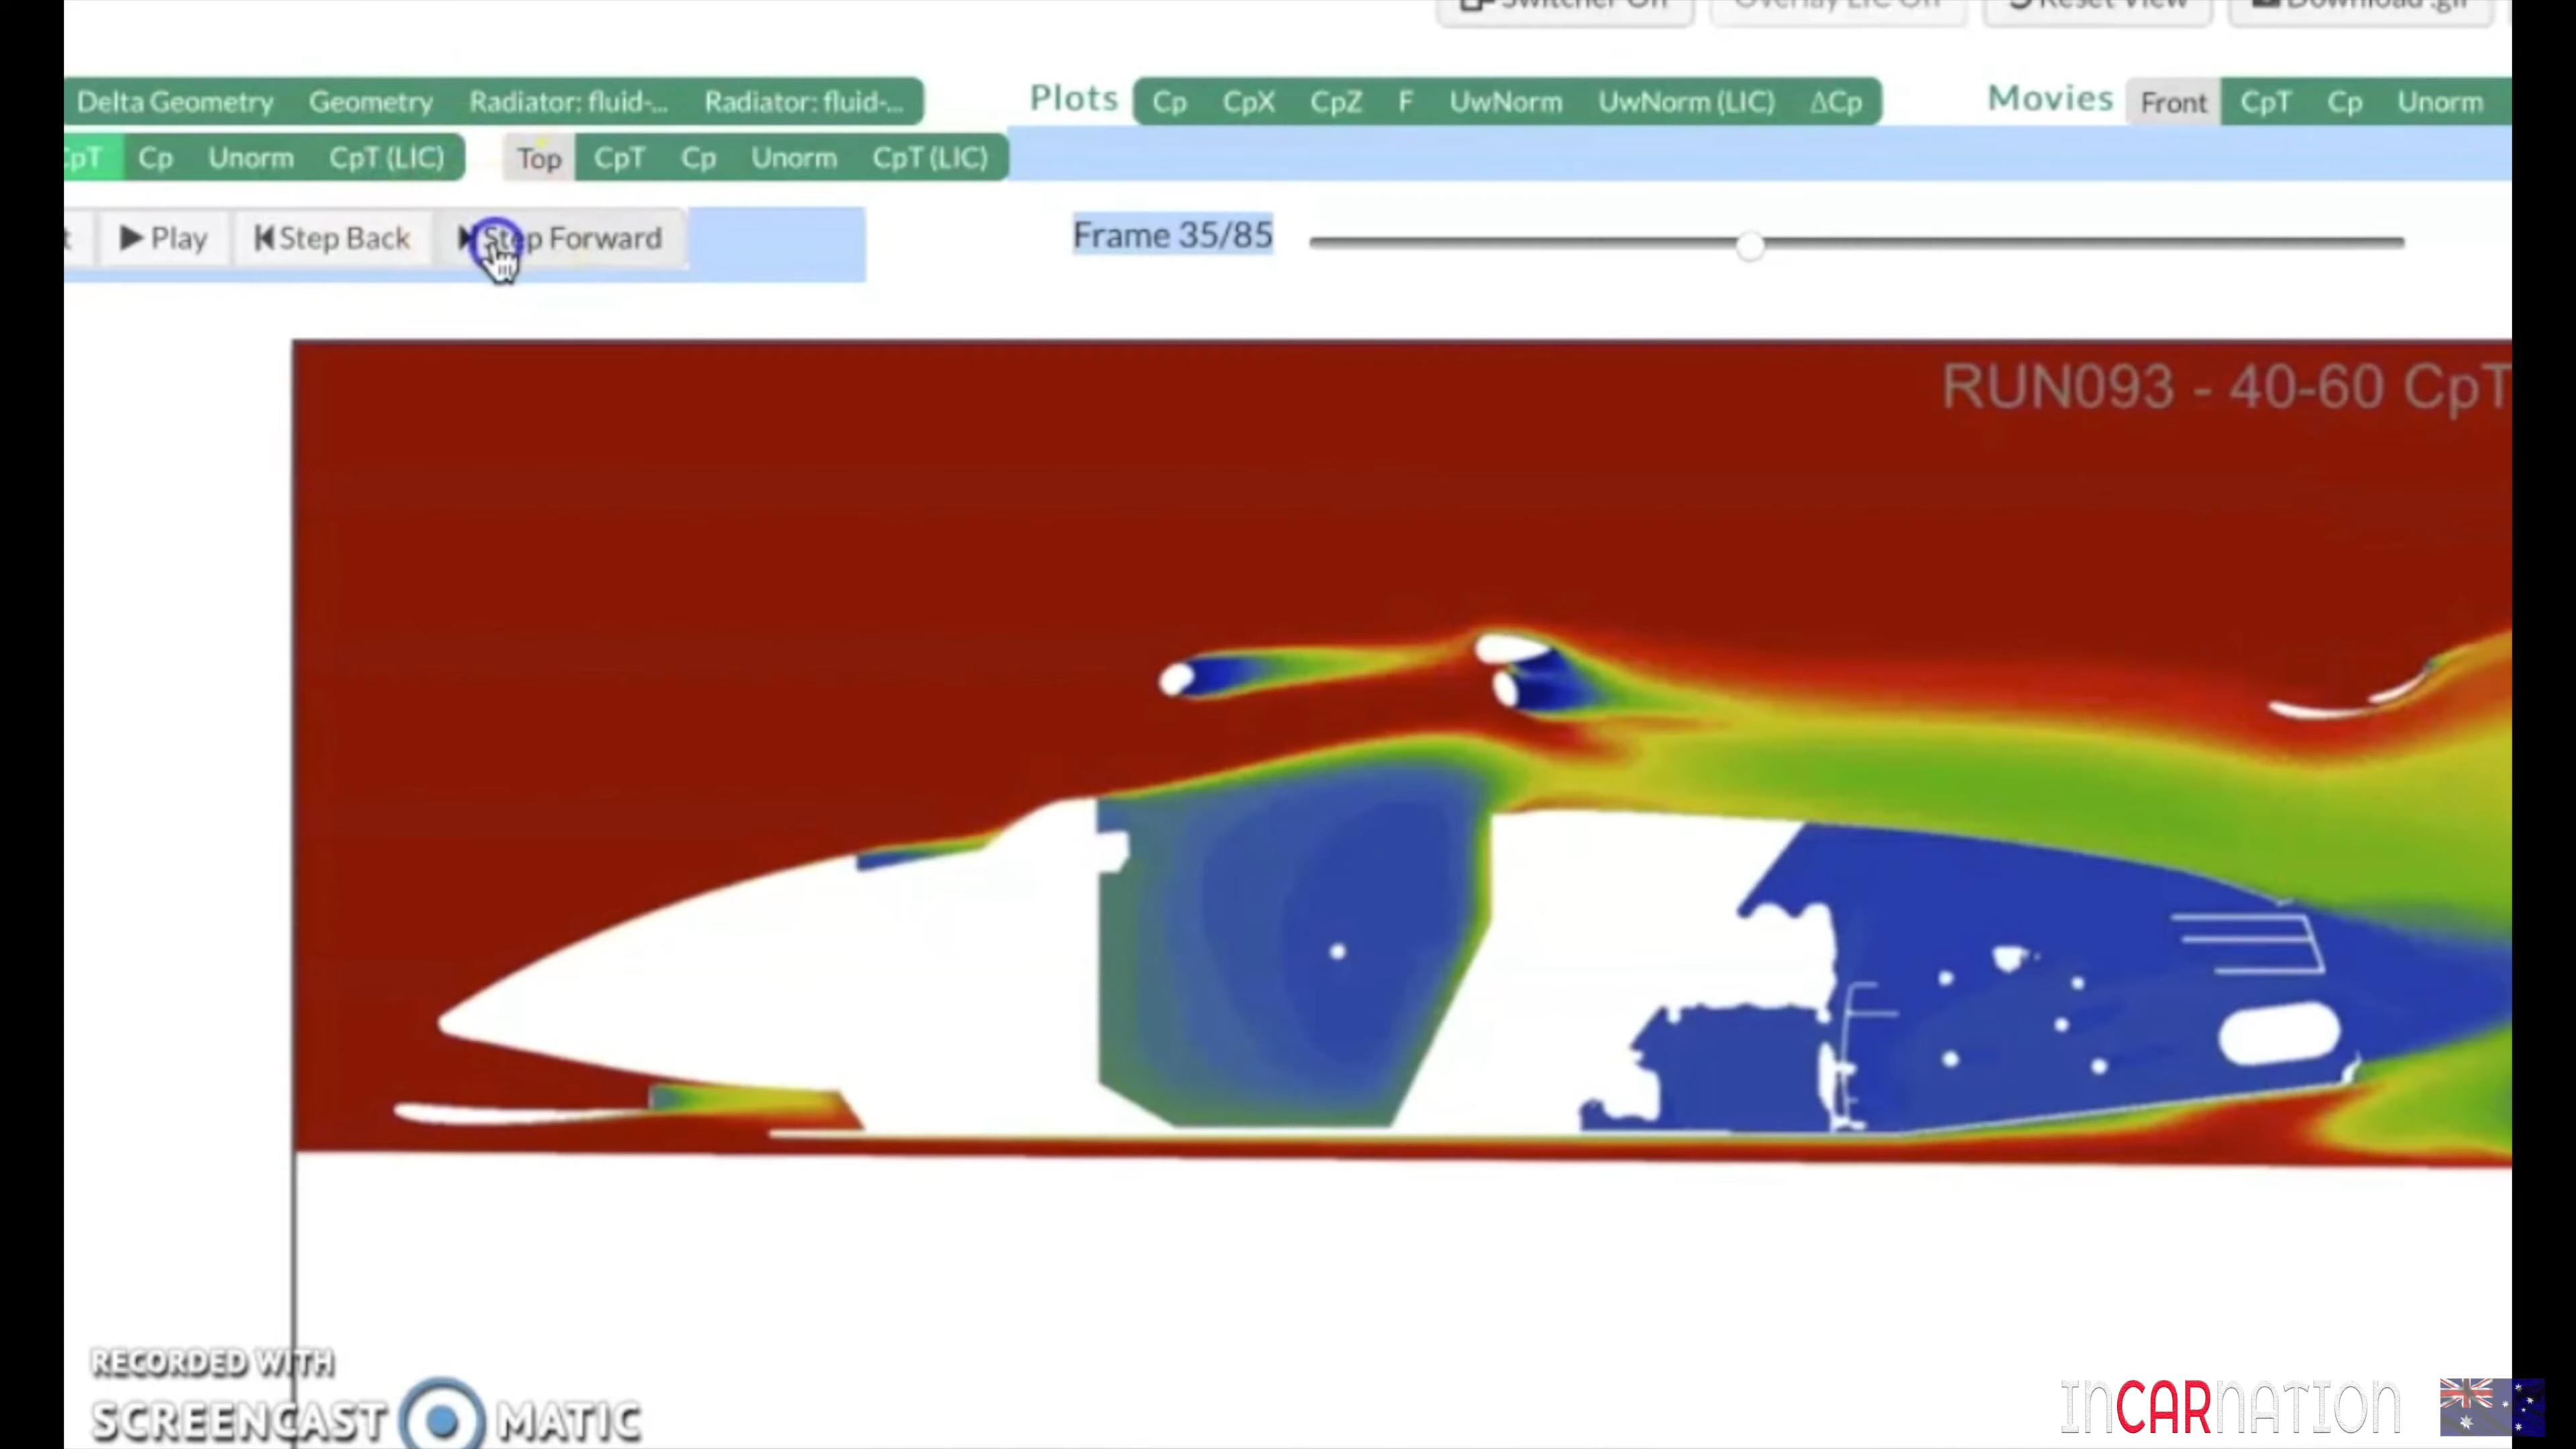 Switcher On Overlay LIC Off Reset View Download .gif
Delta Geometry Geometry Radiator: fluid-... Radiator: fluid-... Plots Cp CpX CpZ F UwNorm UwNorm (LIC) ΔCp Movies Front CpT Cp Unorm
CpT Cp Unorm CpT (LIC) Top CpT Cp Unorm CpT (LIC)
t Play Step Back Step Forward Frame 35/85
RUN093 - 40-60 CpT
RECORDED WITH
SCREENCAST MATIC
INCARNATION